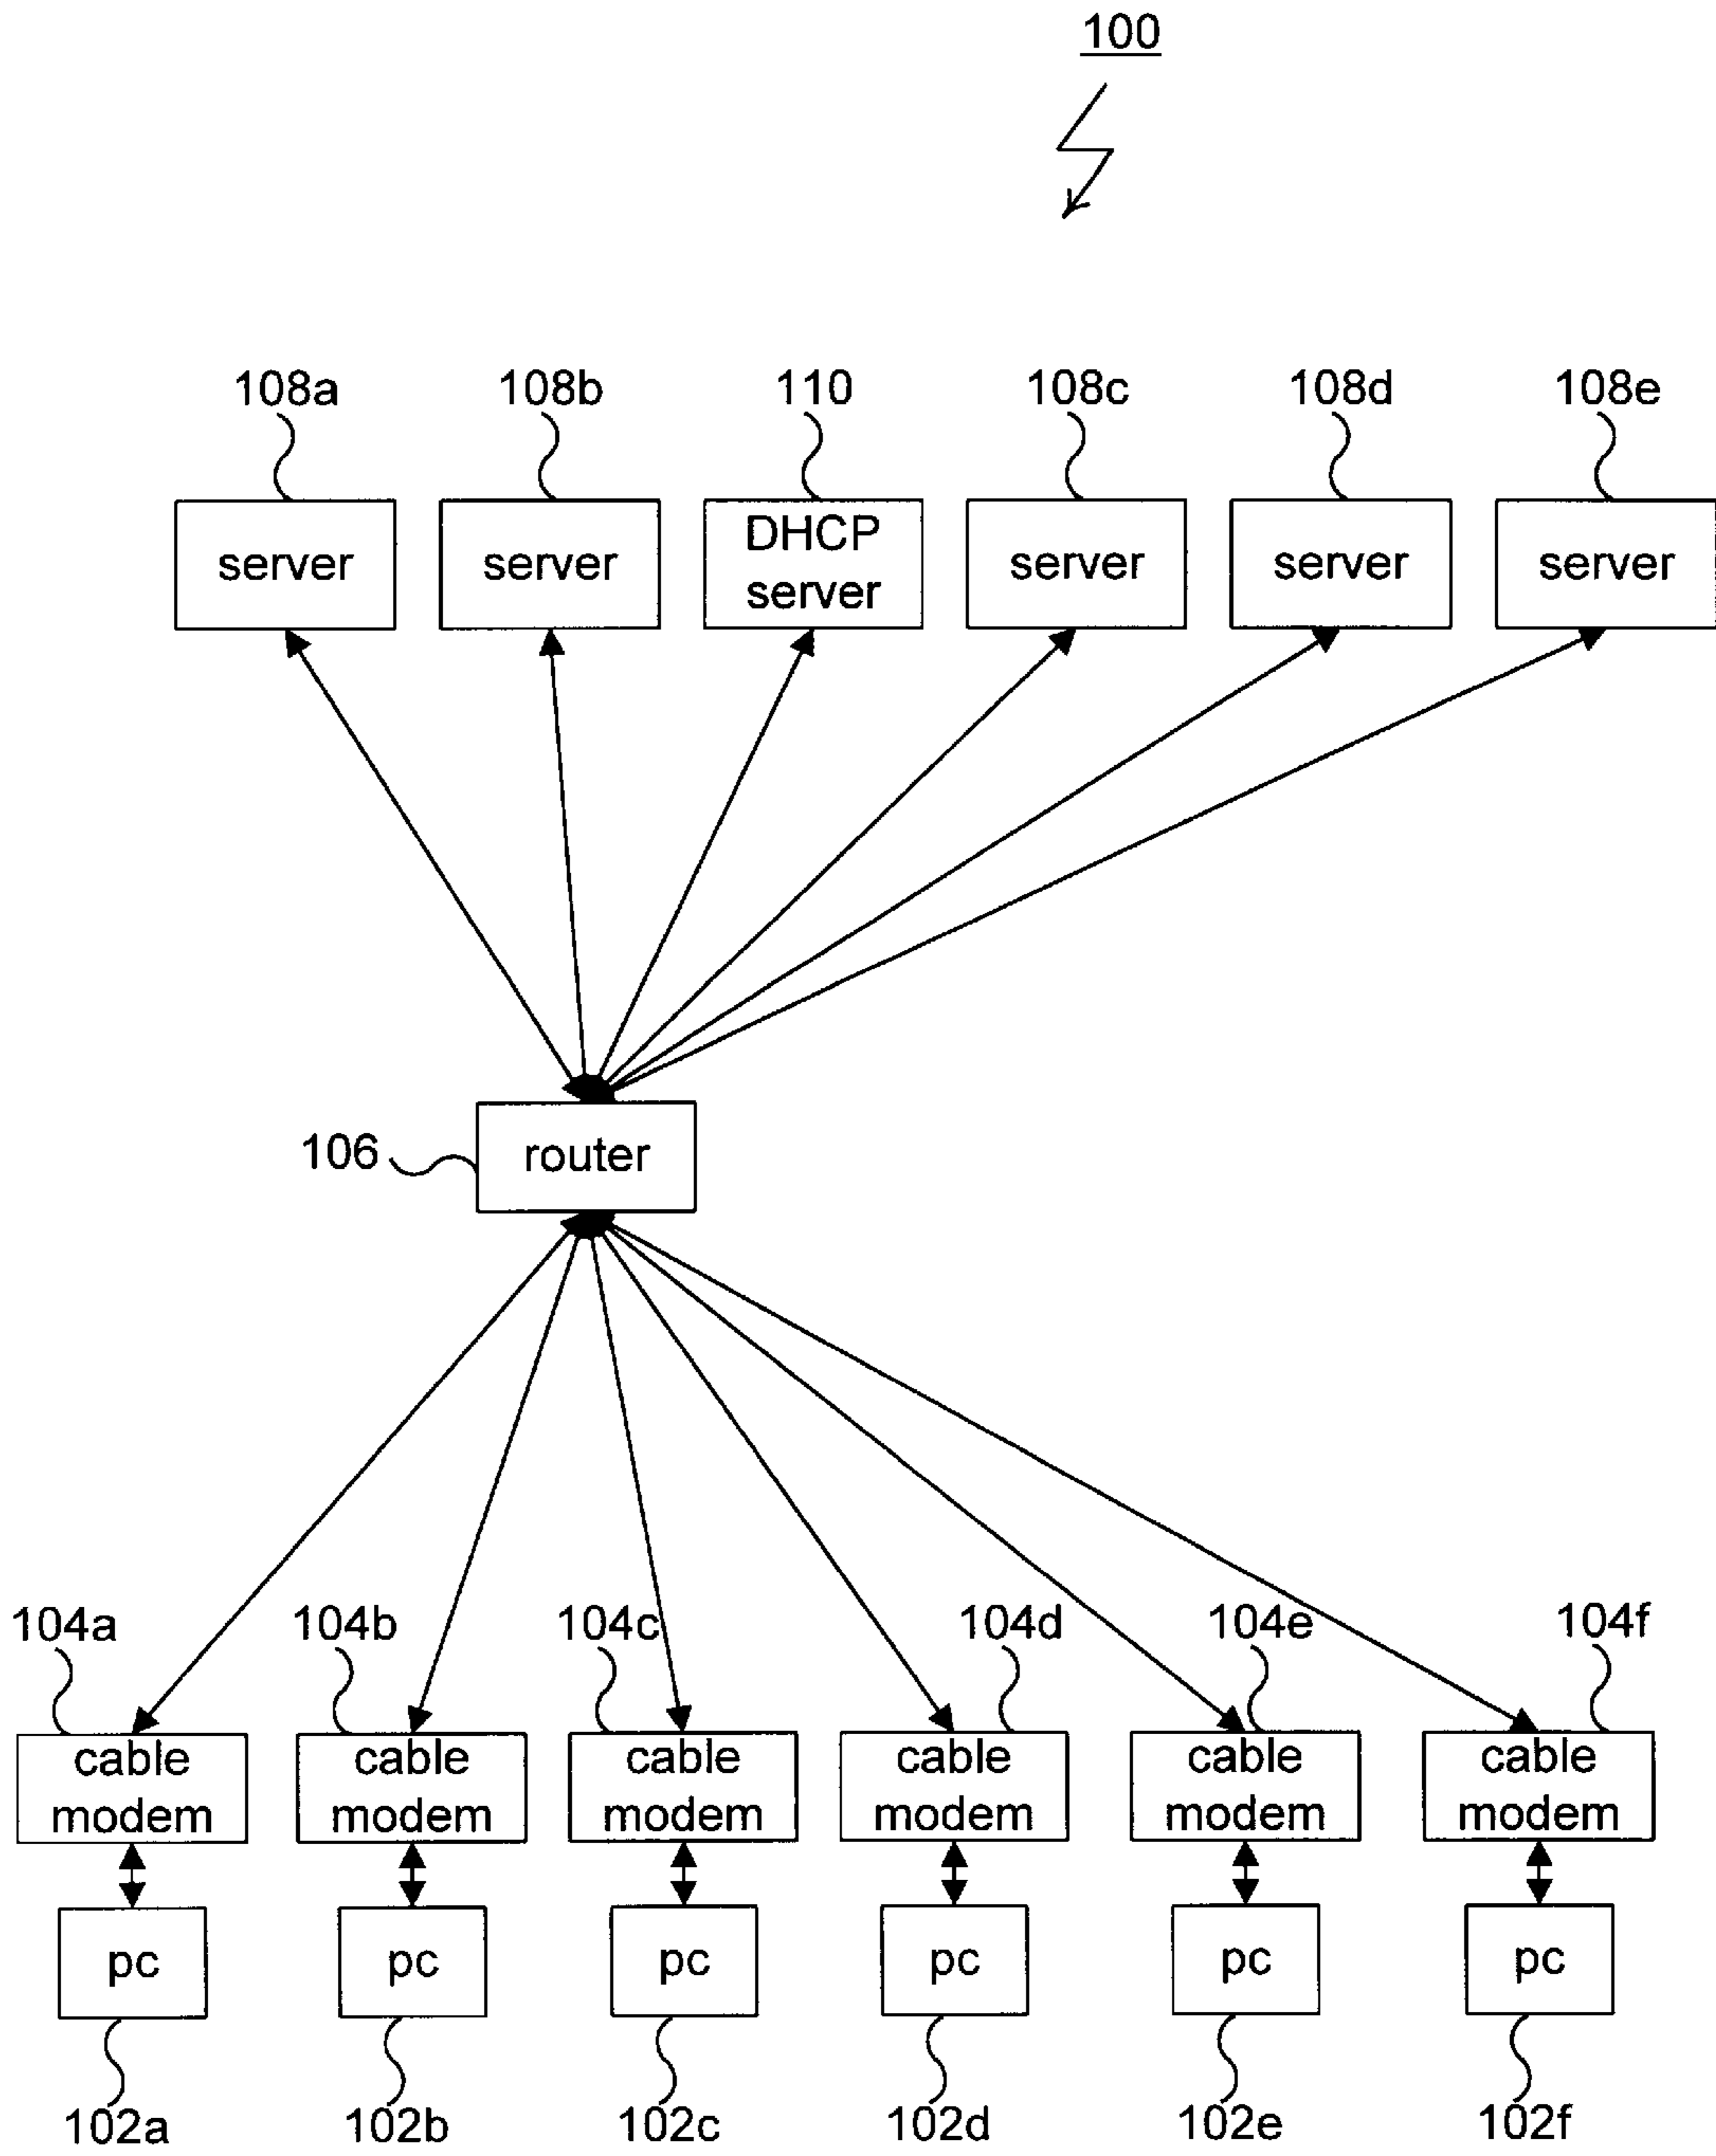 100
108a 108b 110 108c 108d 108e
server server DHCP server server server server
106 router
104a 104b 104c 104d 104e 104f
cable modem cable modem cable modem cable modem cable modem cable modem
pc pc pc pc pc pc
102a 102b 102c 102d 102e 102f